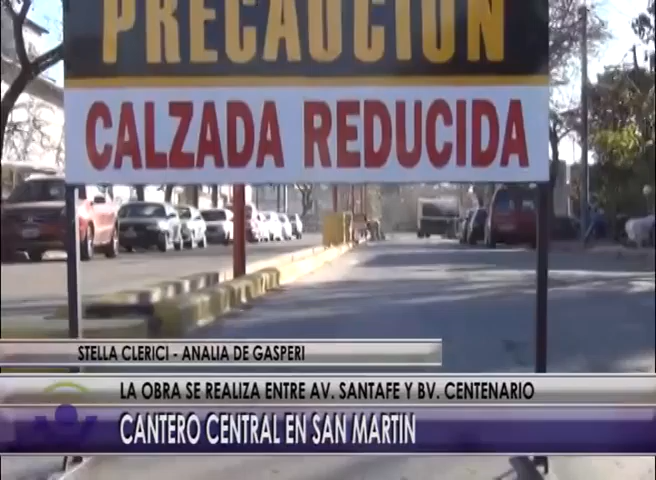 PRECAUCION
CALZADA REDUCIDA
STELLA CLERICI - ANALIA DE GASPERI
LA OBRA SE REALIZA ENTRE AV. SANTAFE Y BV. CENTENARIO
CANTERO CENTRAL EN SAN MARTIN